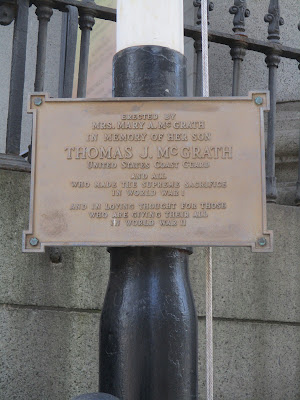 ERECTED BY
MRS. MARY A. McGRATH
IN MEMORY OF HER SON
THOMAS J. McGRATH
UNITED STATES COAST GUARD
AND ALL
WHO MADE THE SUPREME SACRIFICE
IN WORLD WAR I
AND IN LOVING THOUGHT FOR THOSE
WHO ARE GIVING THEIR ALL
IN WORLD WAR II